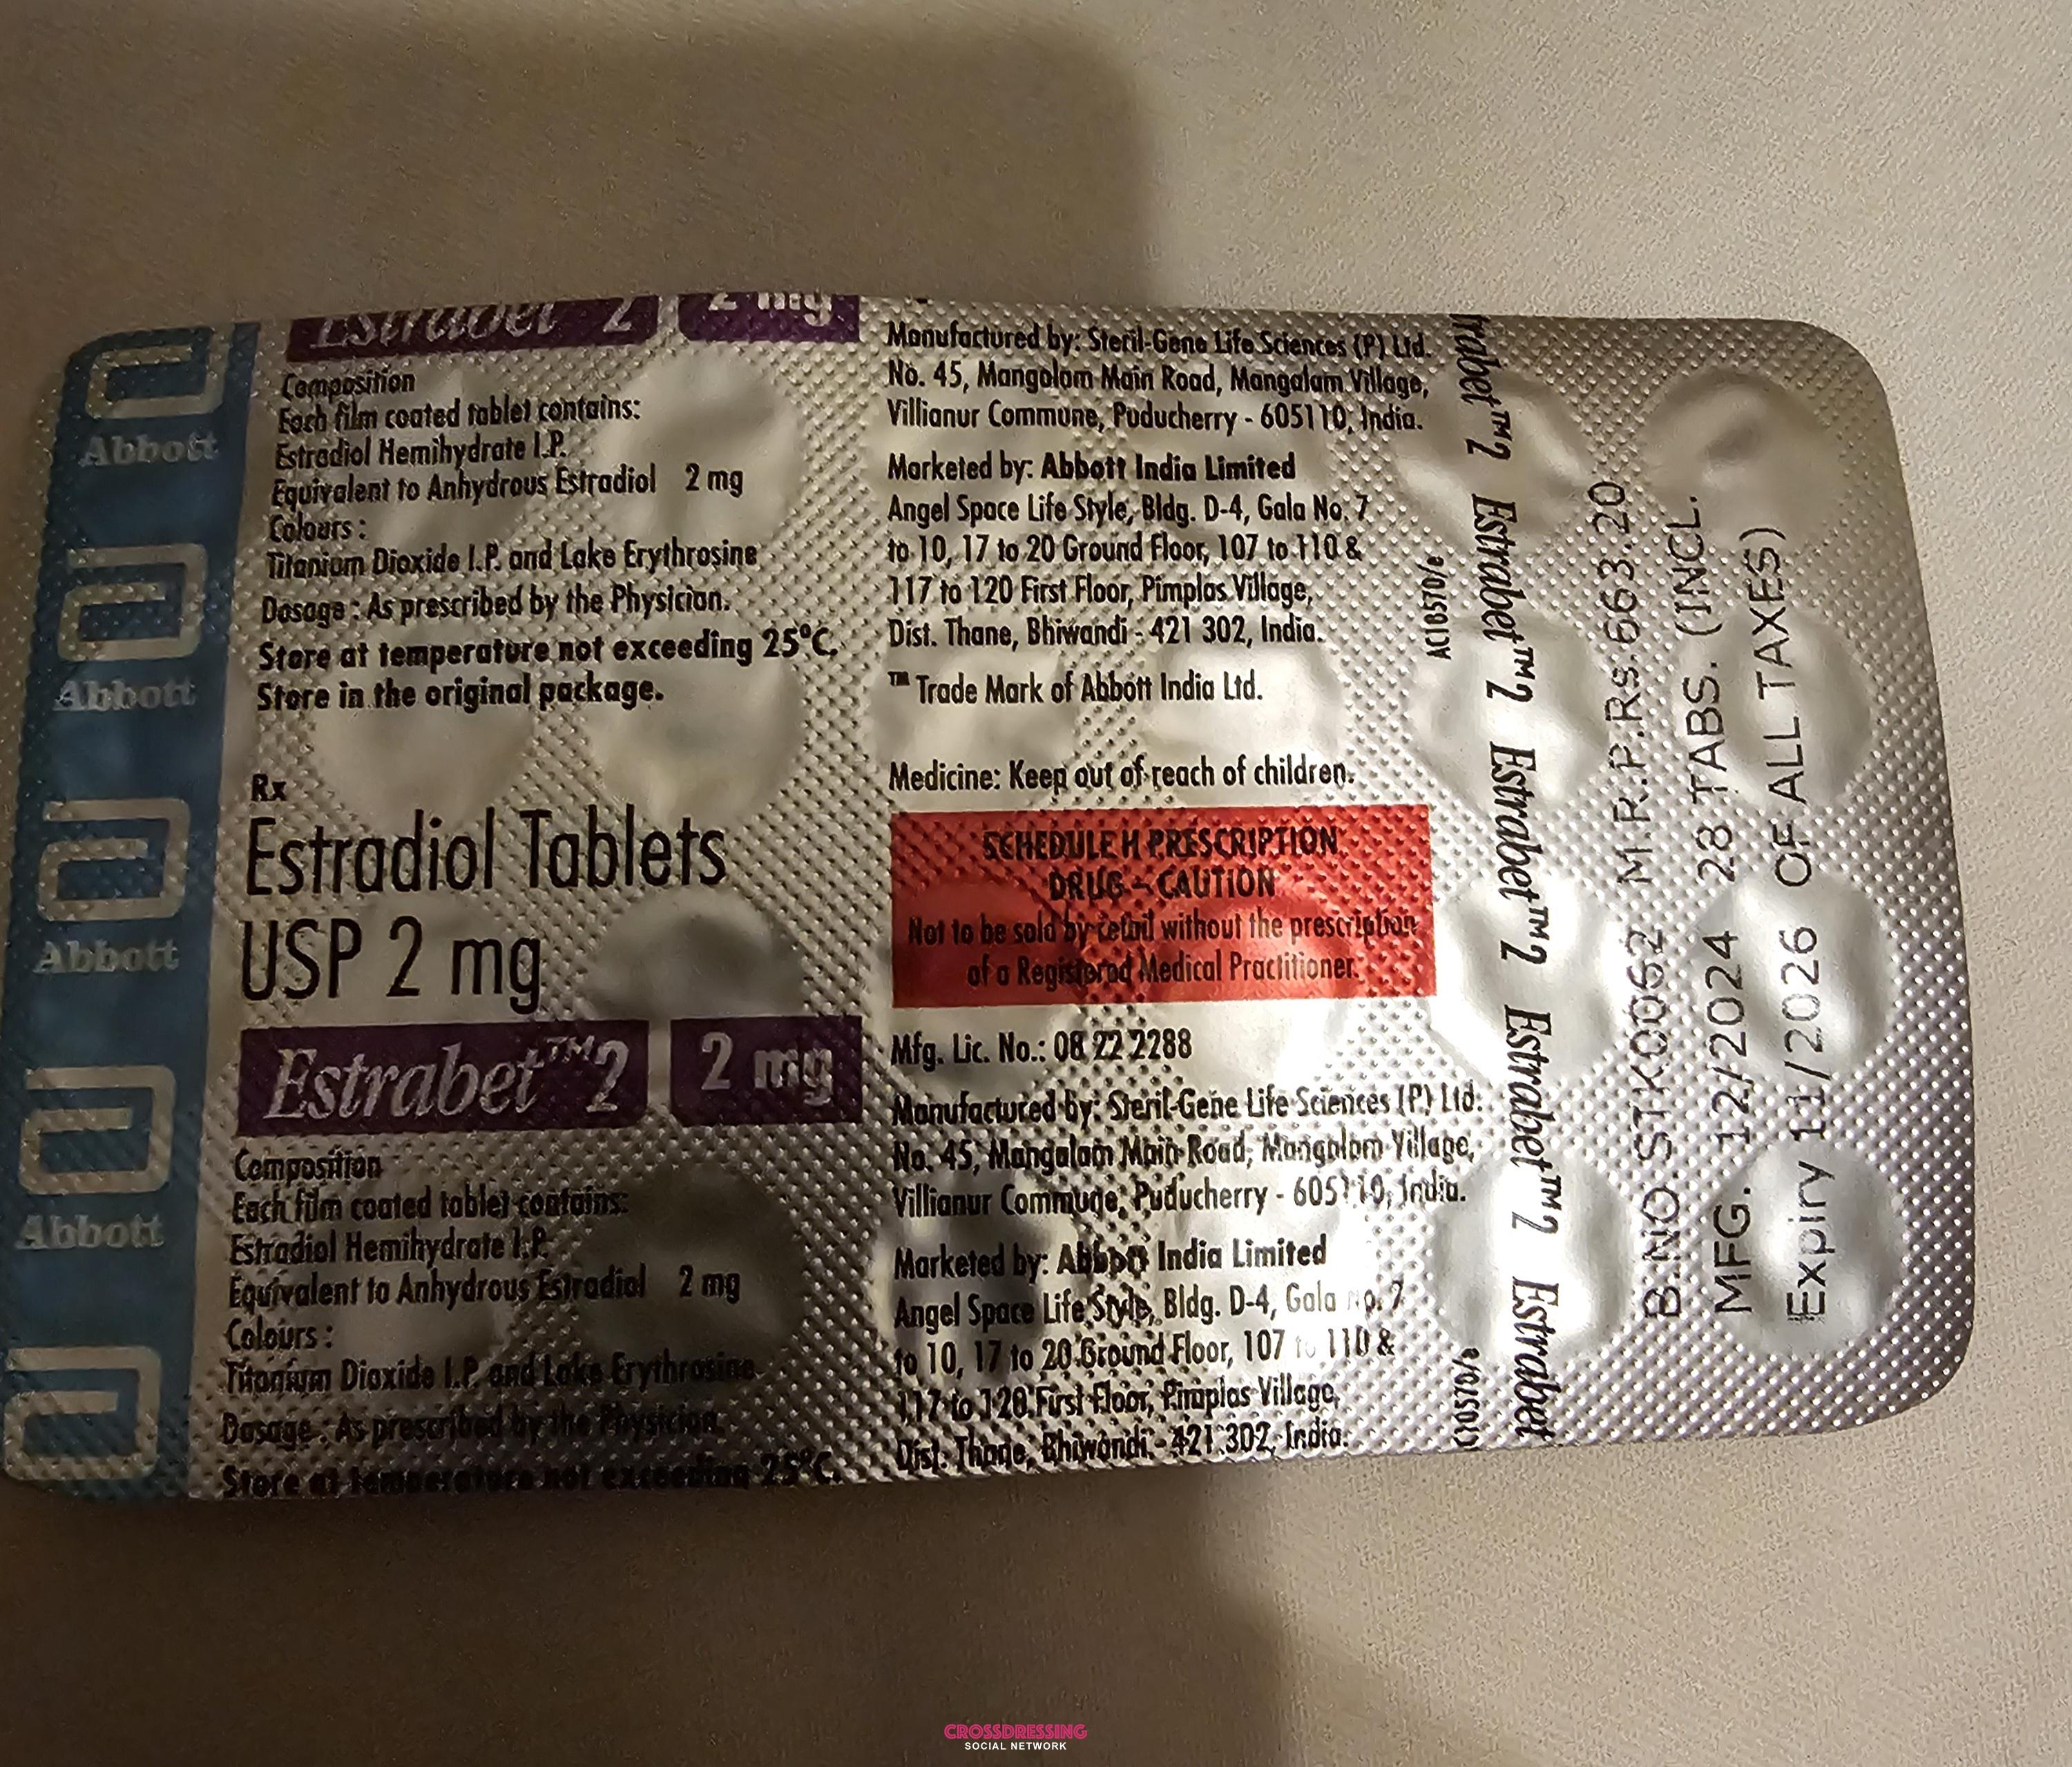 Estrabet 2 2 mg
Composition
Each film coated tablet contains:
Estradiol Hemihydrate I.P.
Equivalent to Anhydrous Estradiol 2 mg
Colours :
Titanium Dioxide I.P. and Lake Erythrosine
Dosage : As prescribed by the Physician.
Store at temperature not exceeding 25°C.
Store in the original package.
Rx
Estradiol Tablets
USP 2 mg
Estrabet™2 2 mg
Composition
Each film coated tablet contains:
Estradiol Hemihydrate I.P.
Equivalent to Anhydrous Estradiol 2 mg
Colours :
Titanium Dioxide I.P. and Lake Erythrosine
Dosage : As prescribed by the Physician.
Store at temperature not exceeding 25°C.
Abbott
Abbott
Abbott
Abbott
Manufactured by: Steril-Gene Life Sciences (P) Ltd.
No. 45, Mangalam Main Road, Mangalam Village,
Villianur Commune, Puducherry - 605110, India.
Marketed by: Abbott India Limited
Angel Space Life Style, Bldg. D-4, Gala No. 7
to 10, 17 to 20 Ground Floor, 107 to 110 &
117 to 120 First Floor, Pimplas Village,
Dist. Thane, Bhiwandi - 421 302, India.
™ Trade Mark of Abbott India Ltd.
Medicine: Keep out of reach of children.
SCHEDULE H PRESCRIPTION
DRUG - CAUTION
Not to be sold by retail without the prescription
of a Registered Medical Practitioner.
Mfg. Lic. No.: 08 22 2288
Manufactured by: Steril-Gene Life Sciences (P) Ltd.
No. 45, Mangalam Main Road, Mangalam Village,
Villianur Commune, Puducherry - 605110, India.
Marketed by: Abbott India Limited
Angel Space Life Style, Bldg. D-4, Gala No. 7
to 10, 17 to 20 Ground Floor, 107 to 110 &
117 to 120 First Floor, Pimplas Village,
Dist. Thane, Bhiwandi - 421 302, India.
trabet™2 Estrabet™2 Estrabet™2 Estrabet™2 Estrabet
B.NO. STK0062 M.R.P.Rs.663.20
MFG. 12/2024 28 TABS. (INCL.
Expiry 11/2026 OF ALL TAXES)
CROSSDRESSING
SOCIAL NETWORK